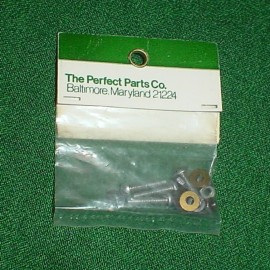 The Perfect Parts Co.
Baltimore, Maryland 21224